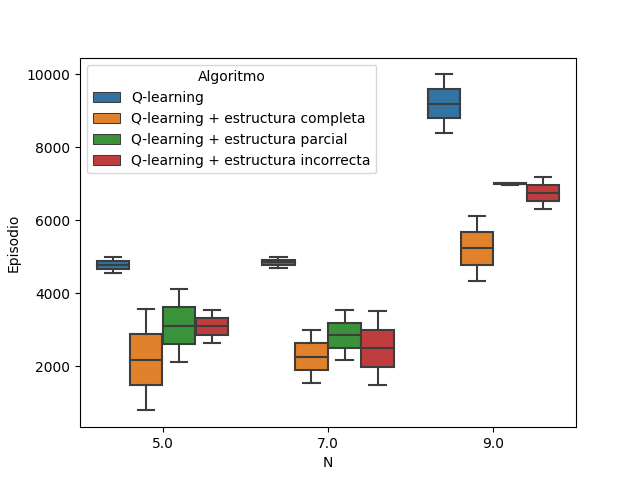 Algoritmo
Q-learning
Q-learning + estructura completa
Q-learning + estructura parcial
Q-learning + estructura incorrecta
Episodio
10000
8000
6000
4000
2000
5.0 7.0 9.0
N